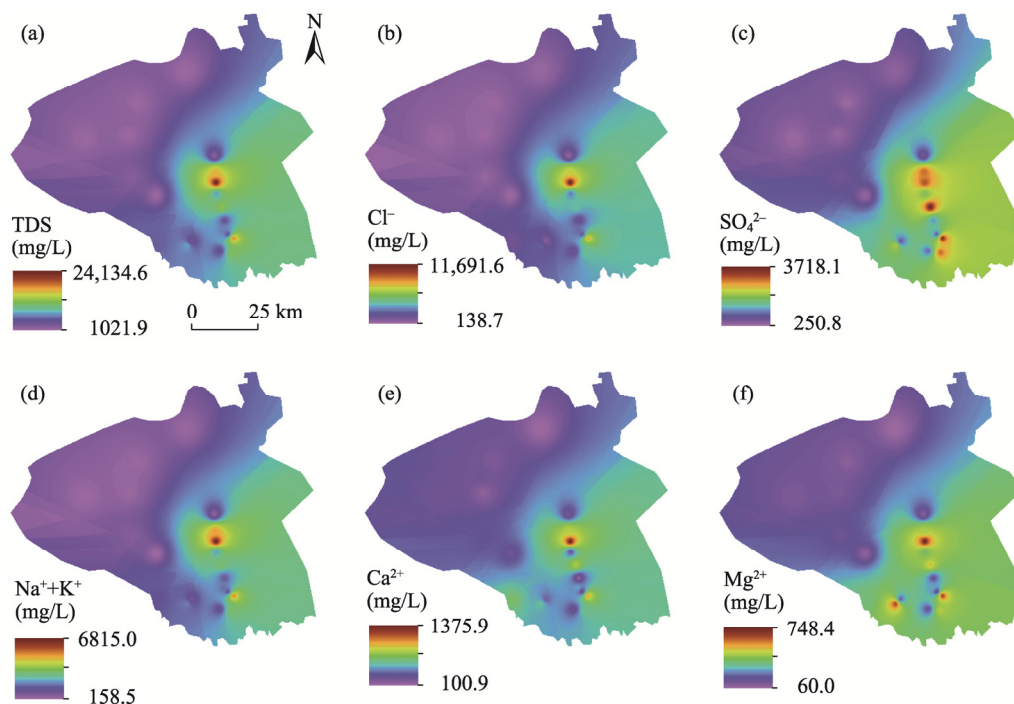 (a)
N
TDS
(mg/L)
24,134.6
1021.9
0 25 km
(b)
Cl⁻
(mg/L)
11,691.6
138.7
(c)
SO₄²⁻
(mg/L)
3718.1
250.8
(d)
Na⁺+K⁺
(mg/L)
6815.0
158.5
(e)
Ca²⁺
(mg/L)
1375.9
100.9
(f)
Mg²⁺
(mg/L)
748.4
60.0